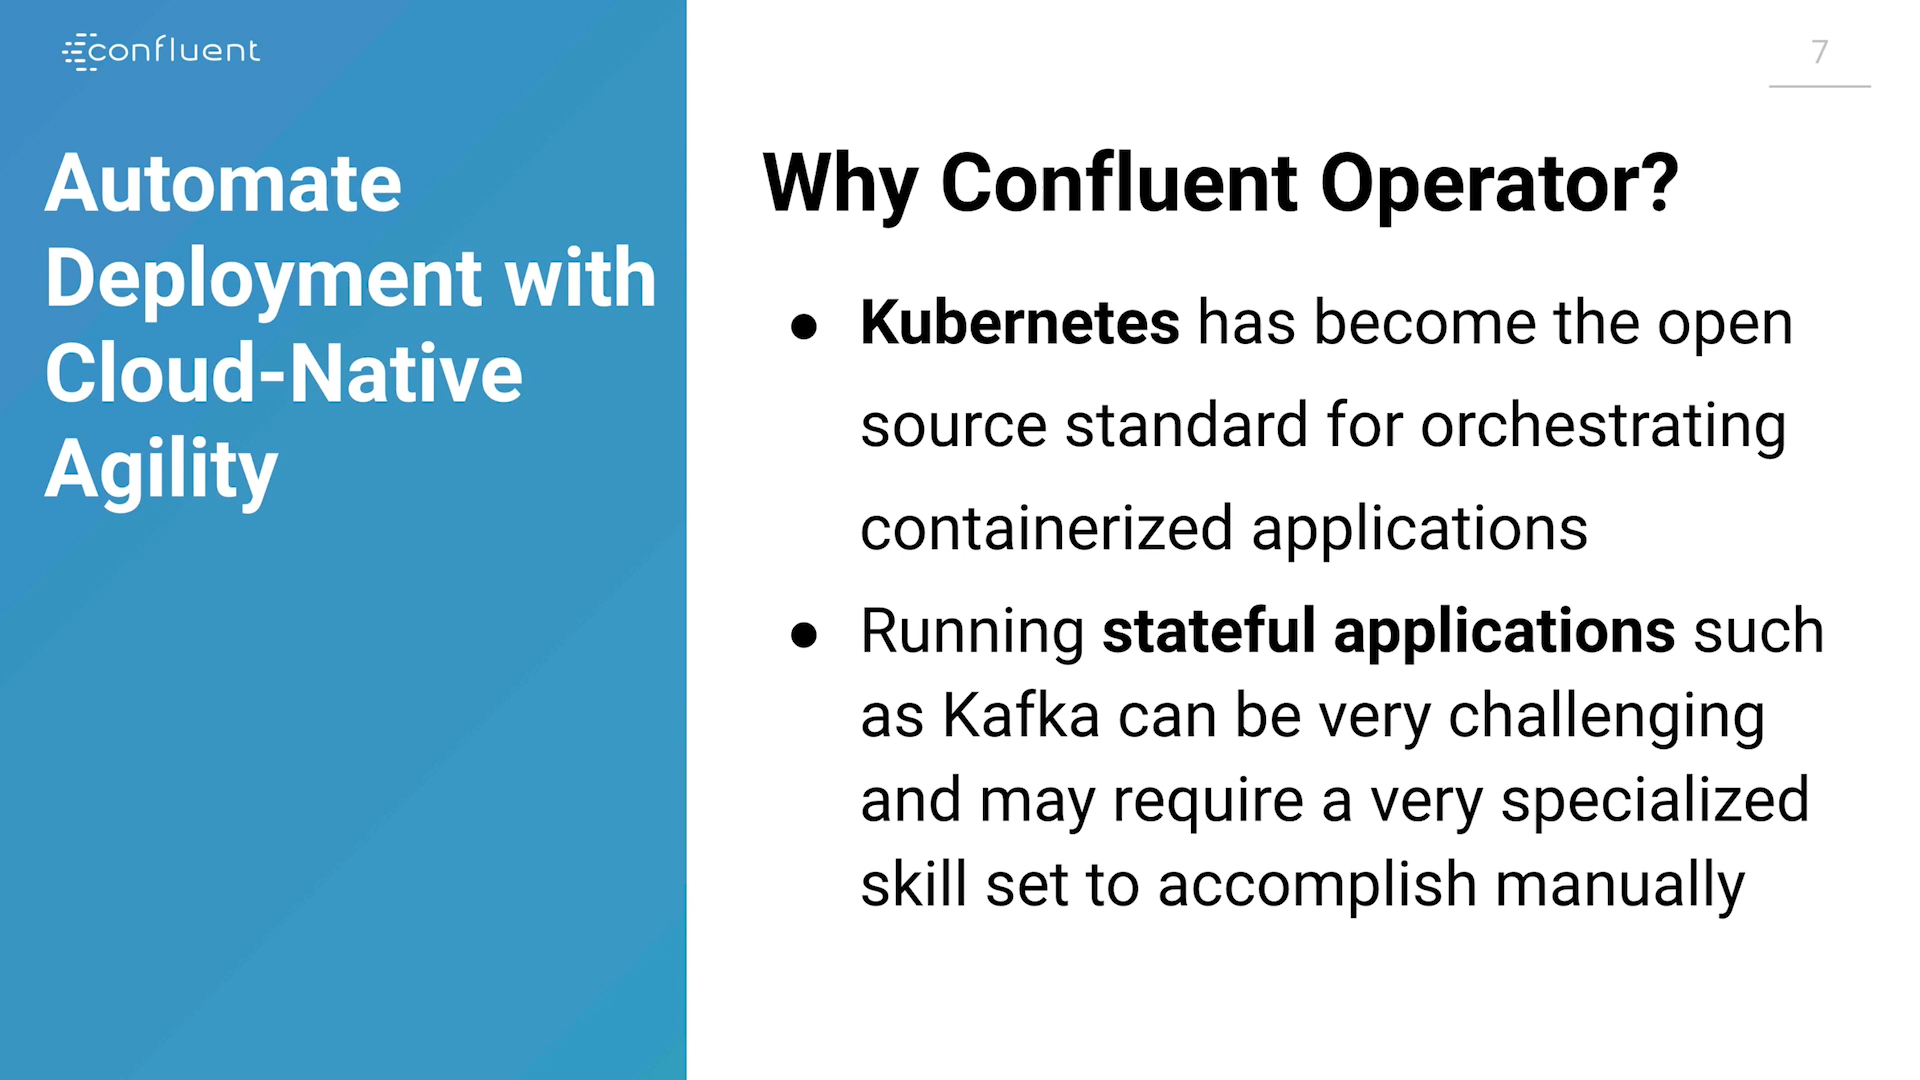 confluent
7
Automate
Deployment with
Cloud-Native
Agility
Why Confluent Operator?
● Kubernetes has become the open
source standard for orchestrating
containerized applications
● Running stateful applications such
as Kafka can be very challenging
and may require a very specialized
skill set to accomplish manually